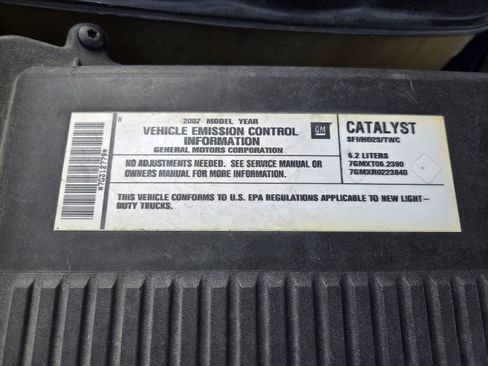 2007 MODEL YEAR
VEHICLE EMISSION CONTROL
INFORMATION
GENERAL MOTORS CORPORATION
GM
NO ADJUSTMENTS NEEDED. SEE SERVICE MANUAL OR
OWNERS MANUAL FOR MORE INFORMATION.
THIS VEHICLE CONFORMS TO U.S. EPA REGULATIONS APPLICABLE TO NEW LIGHT-
DUTY TRUCKS.
CATALYST
SFI/HO2S/TWC
6.2 LITERS
7GMXT06.2390
7GMXR0223840